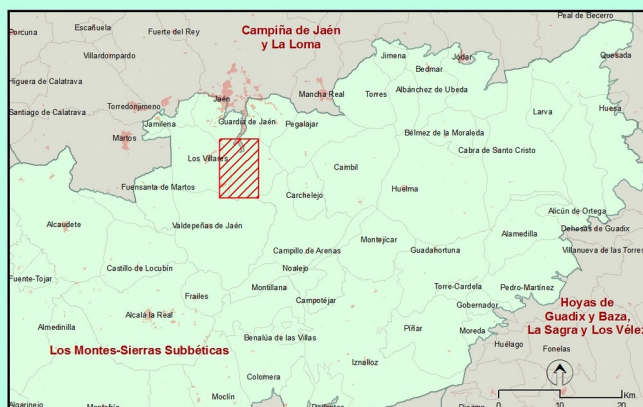 Peal de Becerro
Porcuna
Escañuela
Fuerte del Rey
Campiña de Jaén
y La Loma
Villardompardo
Jimena
Jódar
Quesada
Bedmar
Higuera de Calatrava
Torres
Albánchez de Ubeda
Mancha Real
Jaén
Torredonjimeno
Santiago de Calatrava
Larva
Huesa
Jamilena
Guardia de Jaén
Pegalajar
Martos
Bélmez de la Moraleda
Cabra de Santo Cristo
Los Villares
Cambil
Fuensanta de Martos
Huelma
Carchelejo
Alicún de Ortega
Alcaudete
Valdepeñas de Jaén
Dehesas de Guadix
Alamedilla
Montejícar
Campillo de Arenas
Guadahortuna
Villanueva de las Torres
Castillo de Locubín
Noalejo
Fuente-Tojar
Montillana
Torre-Cardela
Pedro-Martínez
Frailes
Campotéjar
Gobernador
Hoyas de
Guadix y Baza,
La Sagra y Los Vélez
Alcalá la Real
Almedinilla
Píñar
Moreda
Benalúa de las Villas
Huélago
Fonelas
Los Montes-Sierras Subbéticas
Iznalloz
Colomera
Moclín
0 10 20
Km.